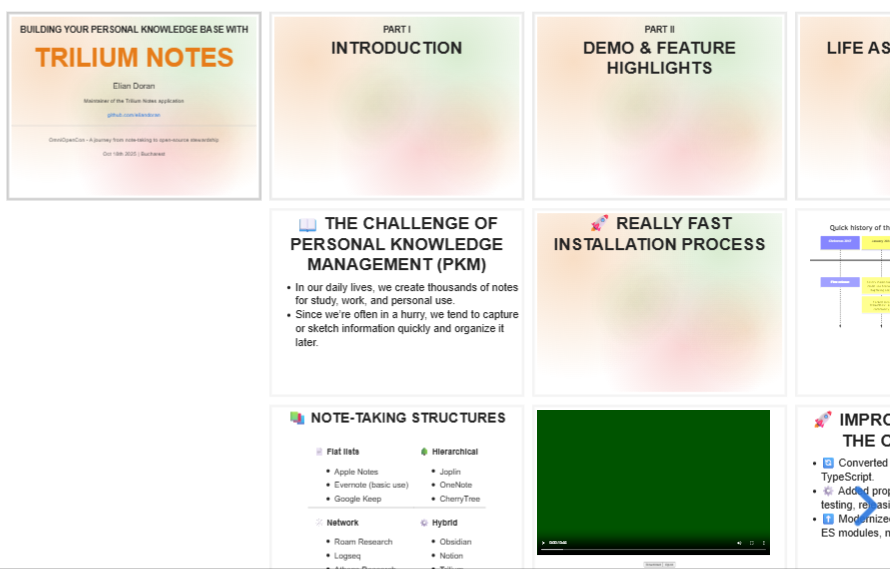 BUILDING YOUR PERSONAL KNOWLEDGE BASE WITH
TRILIUM NOTES
Elian Doran
Maintainer of the Trilium Notes application
github.com/eliandoran
OmniOpenCon - A journey from note-taking to open-source stewardship
Oct 16th 2025 | Bucharest
PART I
INTRODUCTION
PART II
DEMO & FEATURE
HIGHLIGHTS
LIFE AS
📖 THE CHALLENGE OF
PERSONAL KNOWLEDGE
MANAGEMENT (PKM)
• In our daily lives, we create thousands of notes
for study, work, and personal use.
• Since we're often in a hurry, we tend to capture
or sketch information quickly and organize it
later.
🚀 REALLY FAST
INSTALLATION PROCESS
Quick history of th
📚 NOTE-TAKING STRUCTURES
Flat lists
• Apple Notes
• Evernote (basic use)
• Google Keep
Hierarchical
• Joplin
• OneNote
• CherryTree
Network
• Roam Research
• Logseq
Hybrid
• Obsidian
• Notion
🚀 IMPRO
THE C
• Converted
TypeScript.
• Added prop
testing, releasi
• Modernized
ES modules, n